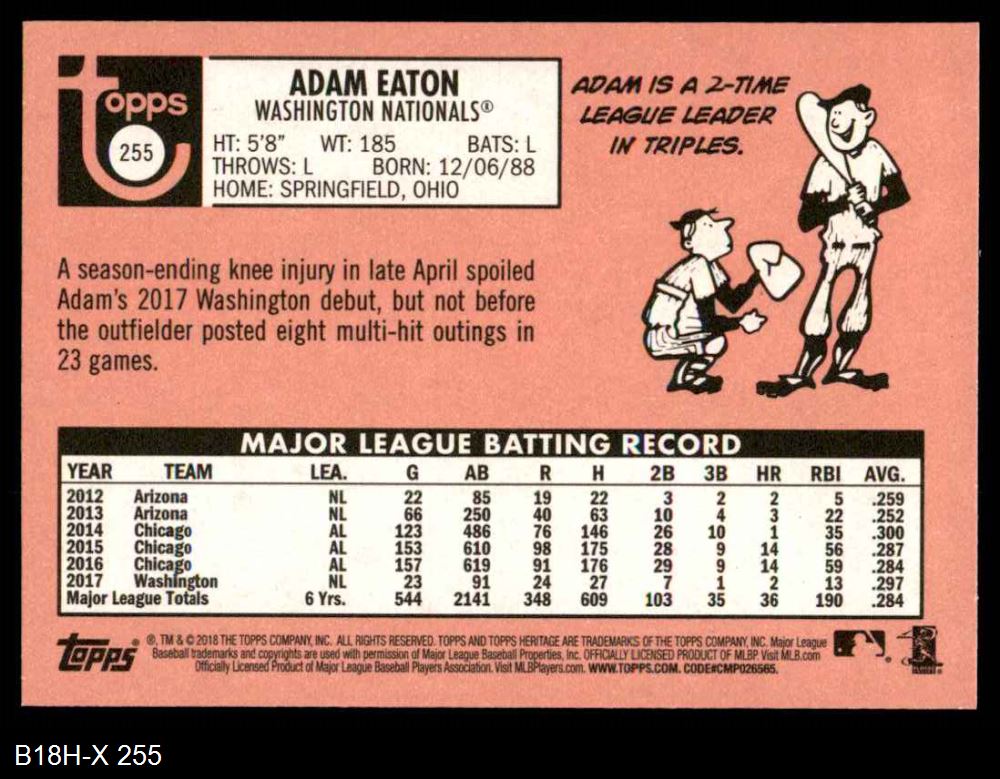 topps
255
ADAM EATON
WASHINGTON NATIONALS®
HT: 5'8" WT: 185 BATS: L
THROWS: L BORN: 12/06/88
HOME: SPRINGFIELD, OHIO
ADAM IS A 2-TIME
LEAGUE LEADER
IN TRIPLES.
A season-ending knee injury in late April spoiled
Adam's 2017 Washington debut, but not before
the outfielder posted eight multi-hit outings in
23 games.
MAJOR LEAGUE BATTING RECORD
YEAR TEAM LEA. G AB R H 2B 3B HR RBI AVG.
2012 Arizona NL 22 85 19 22 3 2 2 5 .259
2013 Arizona NL 66 250 40 63 10 4 3 22 .252
2014 Chicago AL 123 486 76 146 26 10 1 35 .300
2015 Chicago AL 153 610 98 175 28 9 14 56 .287
2016 Chicago AL 157 619 91 176 29 9 14 59 .284
2017 Washington NL 23 91 24 27 7 1 2 13 .297
Major League Totals 6 Yrs. 544 2141 348 609 103 35 36 190 .284
topps
®, TM & © 2018 THE TOPPS COMPANY, INC. ALL RIGHTS RESERVED. TOPPS AND TOPPS HERITAGE ARE TRADEMARKS OF THE TOPPS COMPANY, INC. Major League
Baseball trademarks and copyrights are used with permission of Major League Baseball Properties, Inc. OFFICIALLY LICENSED PRODUCT OF MLBP. Visit MLB.com
Officially Licensed Product of Major League Baseball Players Association. Visit MLBPlayers.com. WWW.TOPPS.COM. CODE#CMP026565.
B18H-X 255